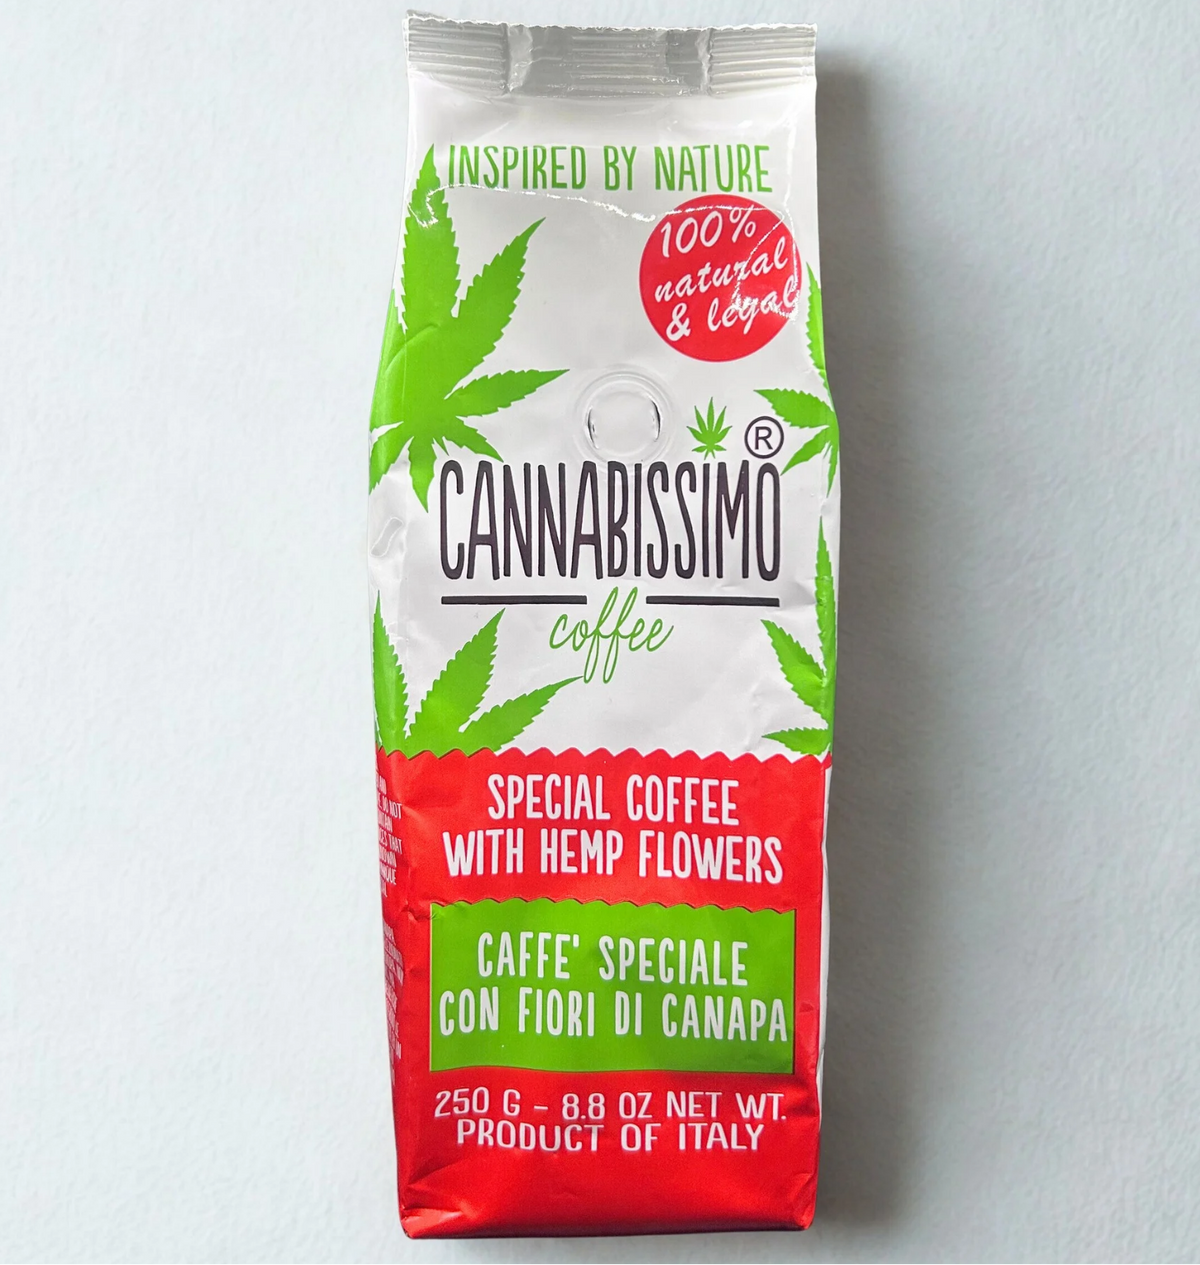 INSPIRED BY NATURE
100%
natural
& legal
CANNABISSIMO®
coffee
SPECIAL COFFEE
WITH HEMP FLOWERS
CAFFE' SPECIALE
CON FIORI DI CANAPA
250 G - 8.8 OZ NET WT.
PRODUCT OF ITALY